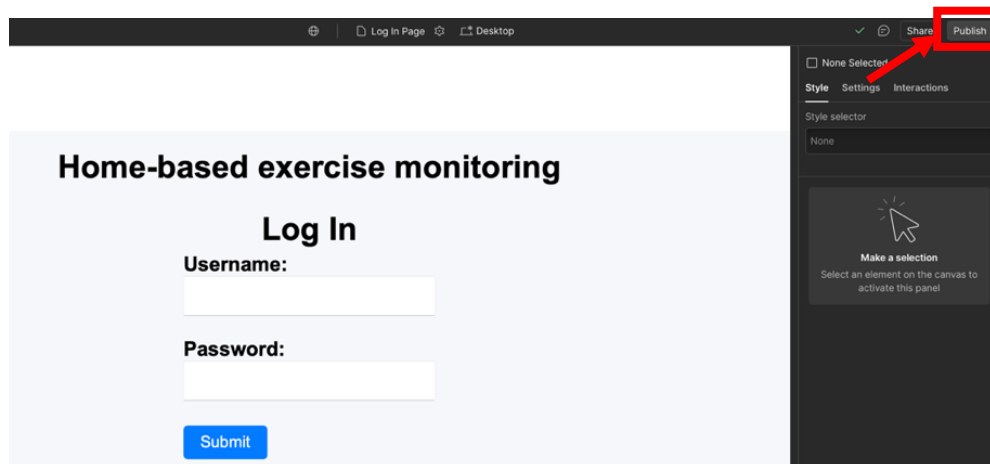 Log In Page Desktop Share Publish
None Selected
Style Settings Interactions
Style selector
None
Home-based exercise monitoring
Log In
Username:
Password:
Submit
Make a selection
Select an element on the canvas to
activate this panel